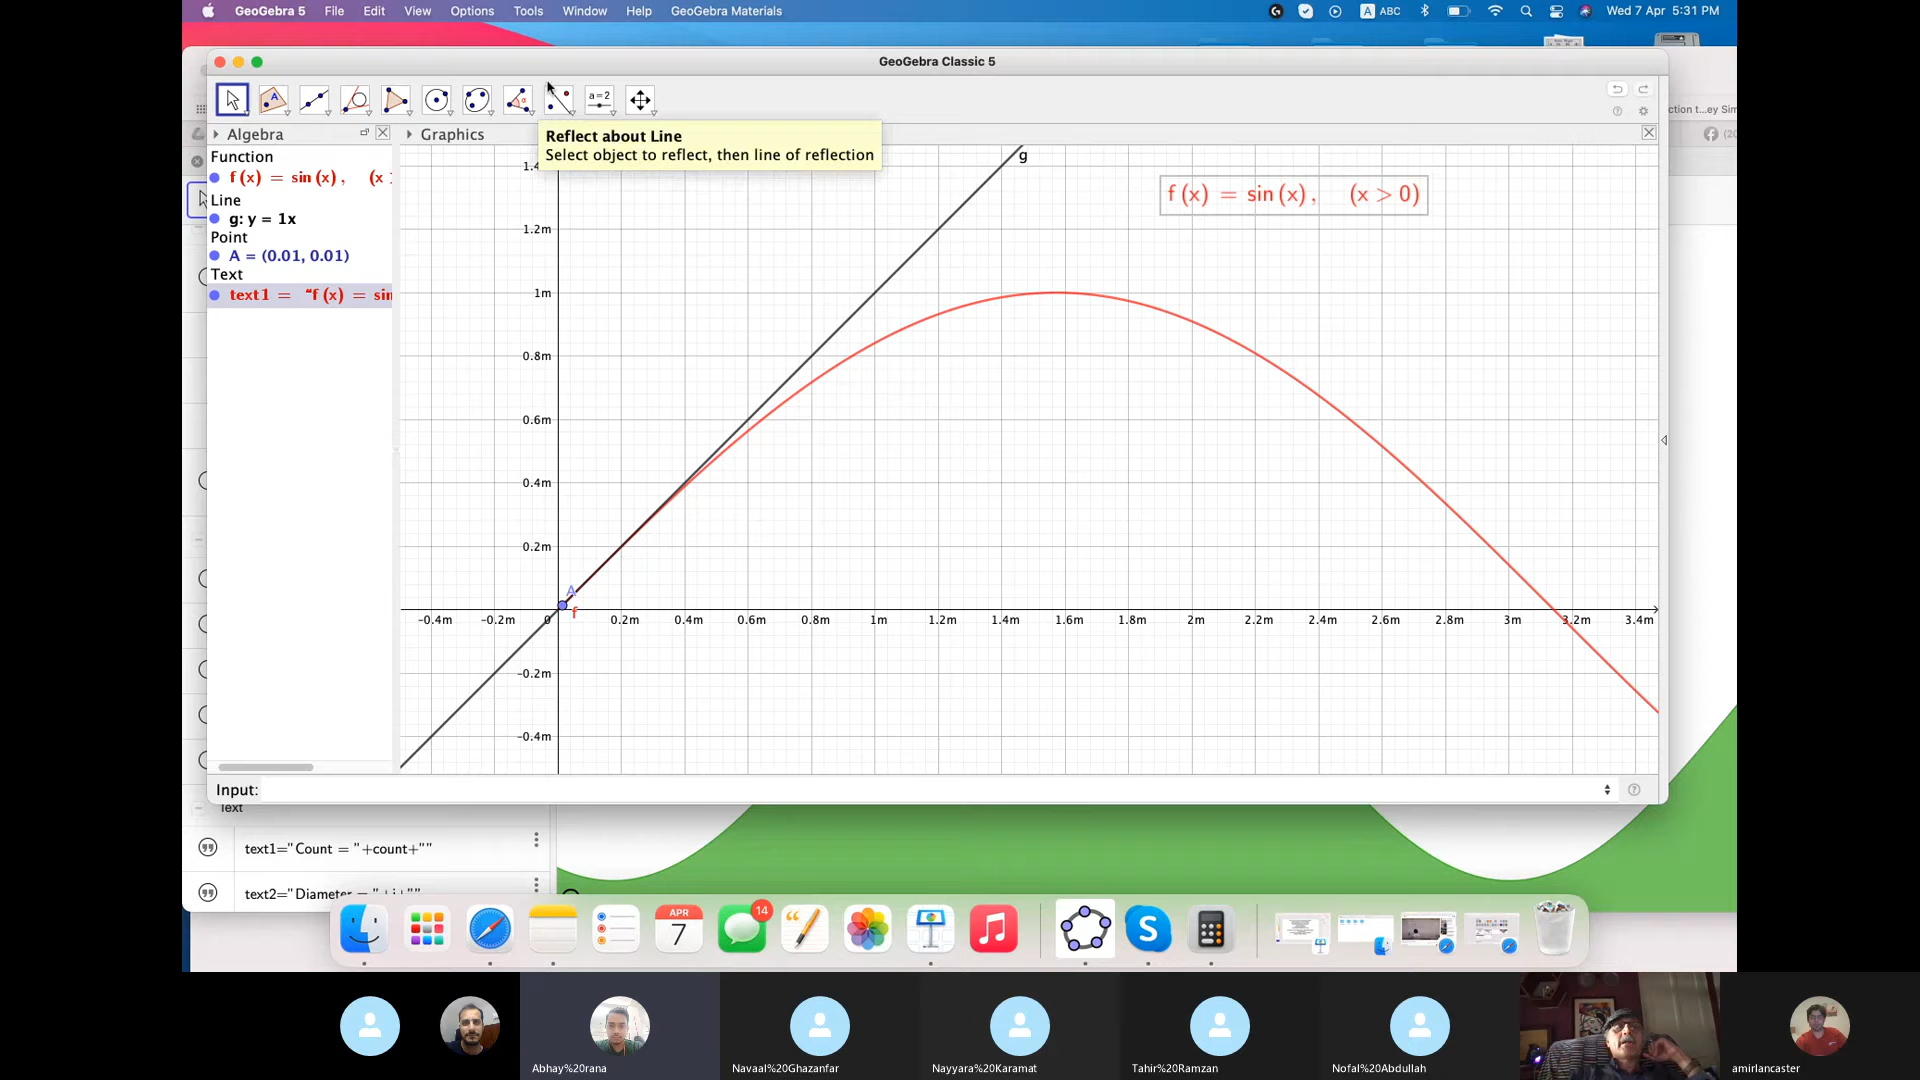 GeoGebra 5 File Edit View Options Tools Window Help GeoGebra Materials
A ABC Wed 7 Apr 5:31 PM
GeoGebra Classic 5
a=2
Algebra
Graphics
Reflect about Line
Select object to reflect, then line of reflection
Function
f (x) = sin (x) , (x
Line
g: y = 1x
Point
A = (0.01, 0.01)
Text
text1 = “f (x) = sin
g
f (x) = sin (x) , (x > 0)
1.4
1.2m
1m
0.8m
0.6m
0.4m
0.2m
A
f
−0.4m −0.2m 0 0.2m 0.4m 0.6m 0.8m 1m 1.2m 1.4m 1.6m 1.8m 2m 2.2m 2.4m 2.6m 2.8m 3m 3.2m 3.4m
−0.2m
−0.4m
Input:
Text
text1="Count = "+count+""
text2="Diameter = "+i+""
APR
7
14
S
Abhay%20rana
Navaal%20Ghazanfar
Nayyara%20Karamat
Tahir%20Ramzan
Nofal%20Abdullah
amirlancaster